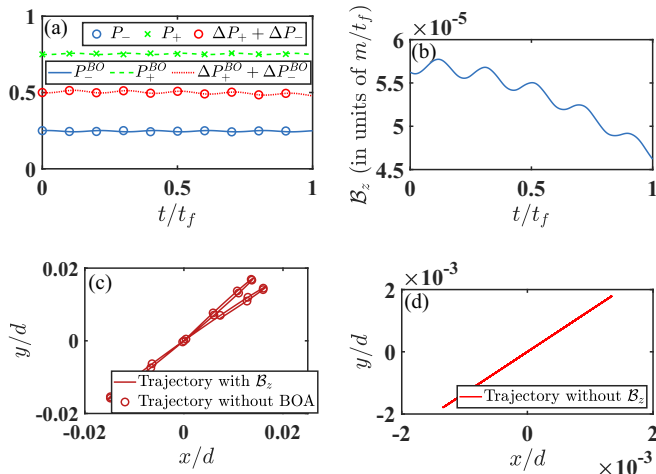 (a)
P_- P_+ ΔP_+ + ΔP_-
P_-^{BO} P_+^{BO} ΔP_+^{BO} + ΔP_-^{BO}
1
0.5
0
0 0.5 1
t/t_f
×10^{-5}
(b)
B_z (in units of m/t_f)
5.5
5
4.5
0 0.5 1
t/t_f
(c)
0.02
0
-0.02
y/d
Trajectory with B_z
Trajectory without BOA
-0.02 0 0.02
x/d
×10^{-3}
(d)
2
0
-2
y/d
Trajectory without B_z
-2 0 2
x/d ×10^{-3}